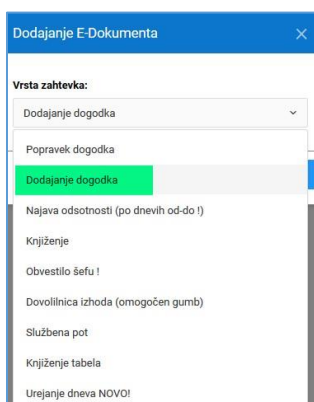 Dodajanje E-Dokumenta
Vrsta zahtevka:
Dodajanje dogodka
Popravek dogodka
Dodajanje dogodka
Najava odsotnosti (po dnevih od-do !)
Knjiženje
Obvestilo šefu !
Dovolilnica izhoda (omogočen gumb)
Službena pot
Knjiženje tabela
Urejanje dneva NOVO!